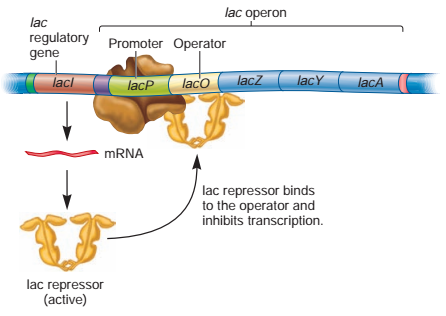 lac operon
lac
regulatory
gene
Promoter
Operator
lacI
lacP
lacO
lacZ
lacY
lacA
mRNA
lac repressor binds
to the operator and
inhibits transcription.
lac repressor
(active)